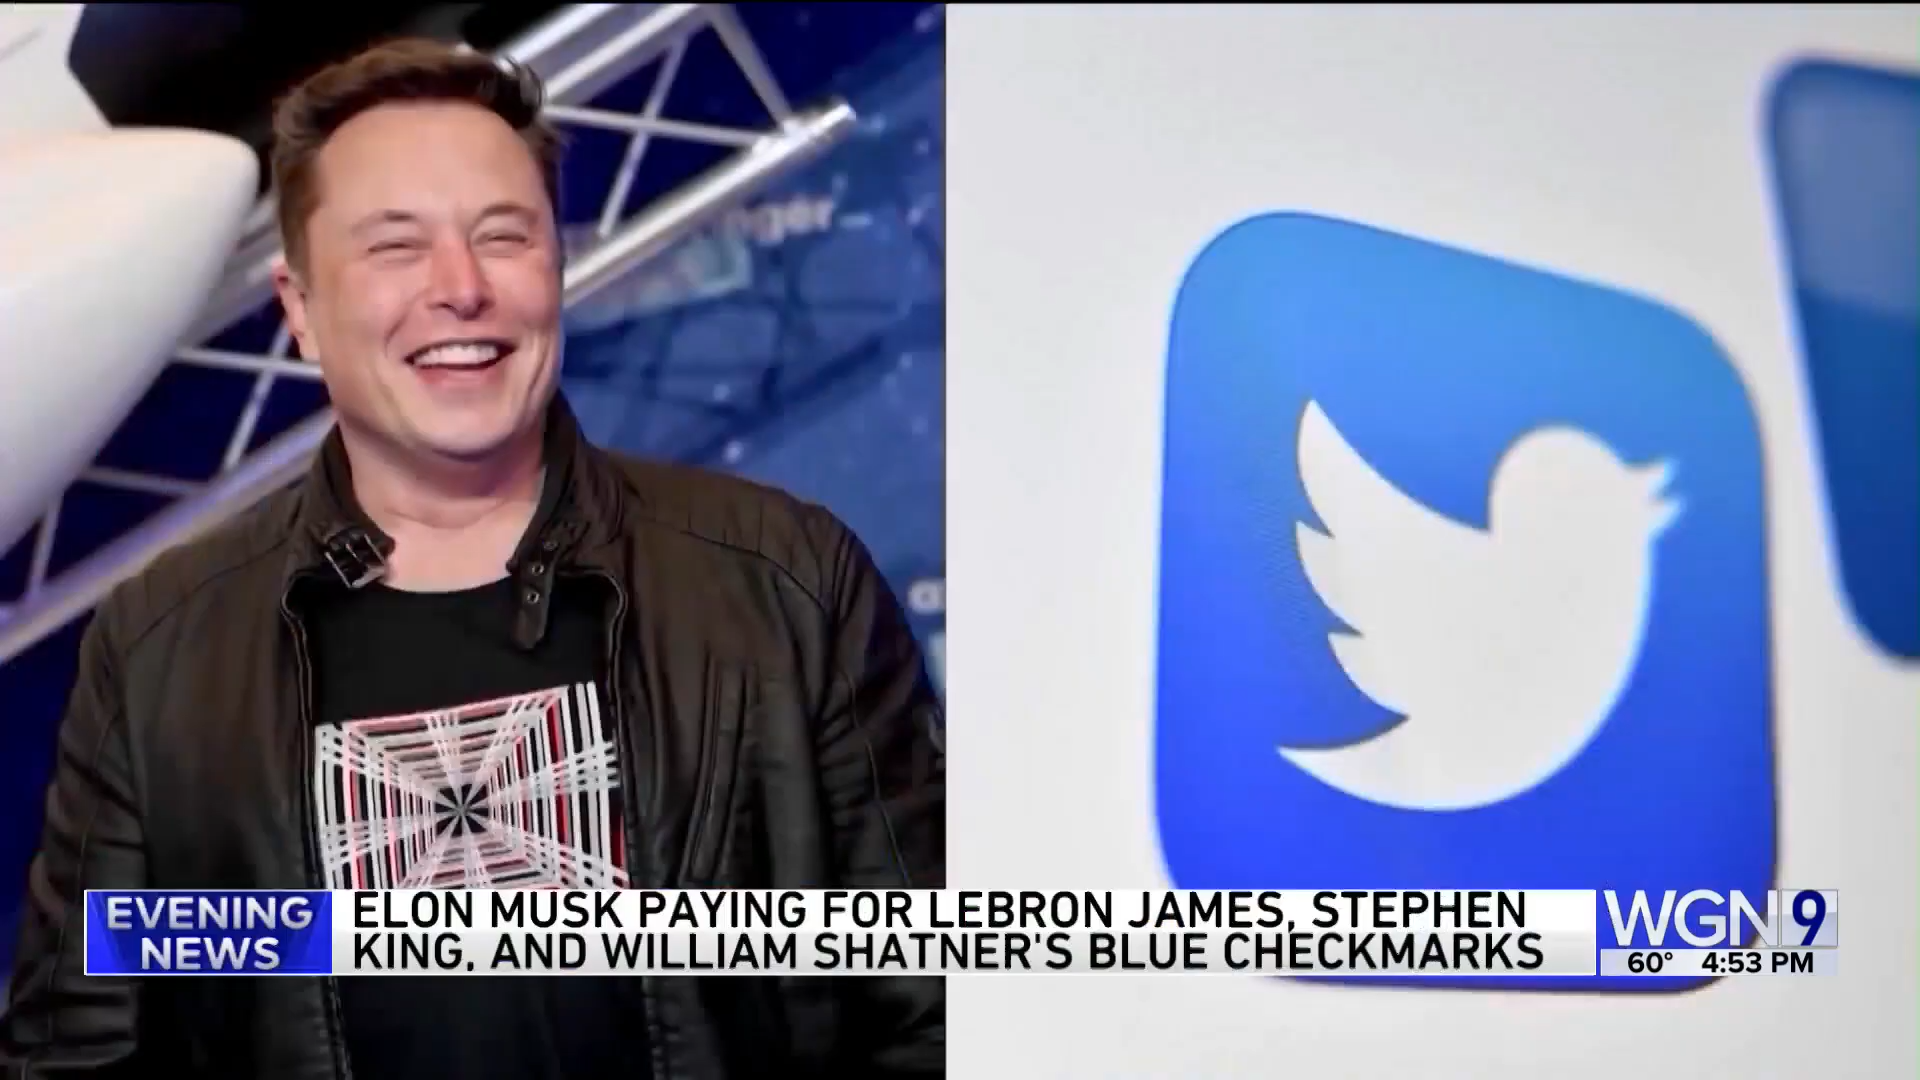 EVENING
NEWS
ELON MUSK PAYING FOR LEBRON JAMES, STEPHEN
KING, AND WILLIAM SHATNER'S BLUE CHECKMARKS
WGN9
60° 4:53 PM